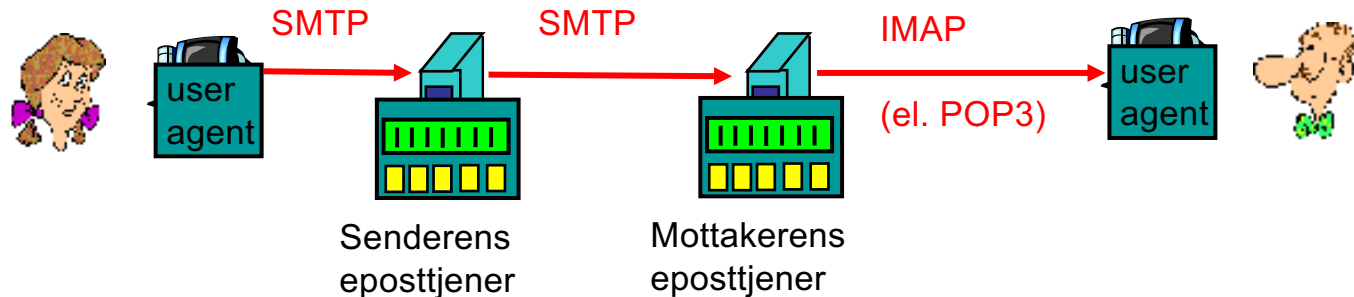 SMTP
SMTP
IMAP
user
agent
(el. POP3)
user
agent
Senderens
eposttjener
Mottakerens
eposttjener